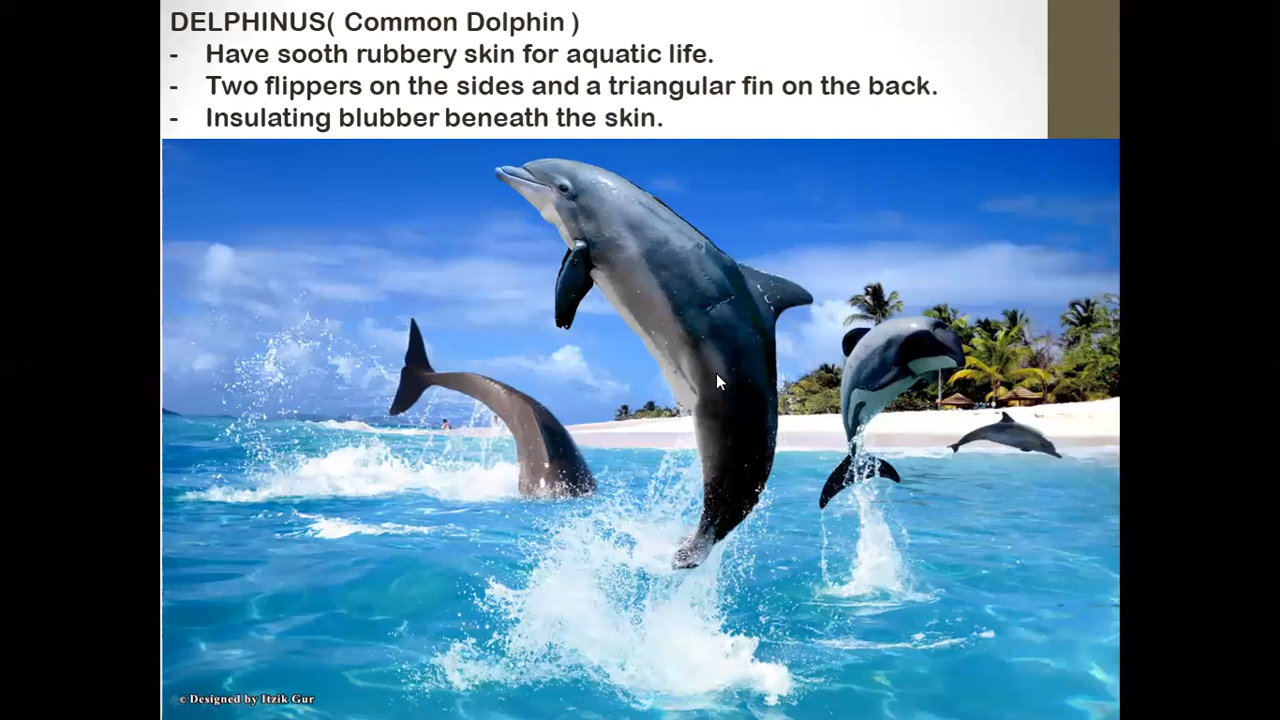 DELPHINUS( Common Dolphin )
- Have sooth rubbery skin for aquatic life.
- Two flippers on the sides and a triangular fin on the back.
- Insulating blubber beneath the skin.
© Designed by Itzik Gur